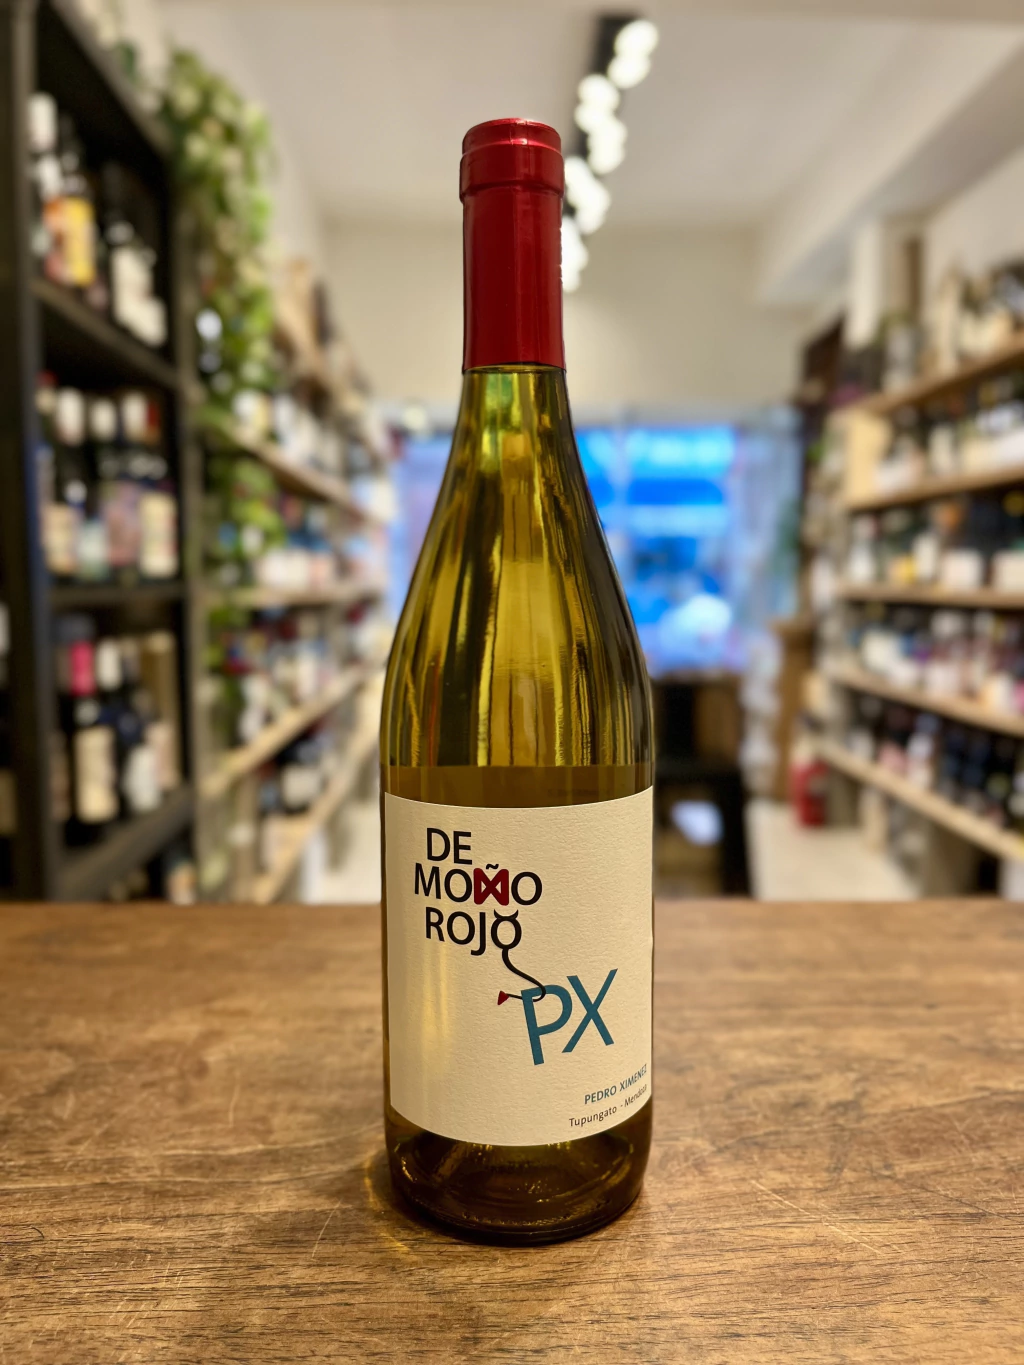 DE
MOÑO
ROJO
PX
PEDRO XIMENEZ
Tupungato - Mendoza